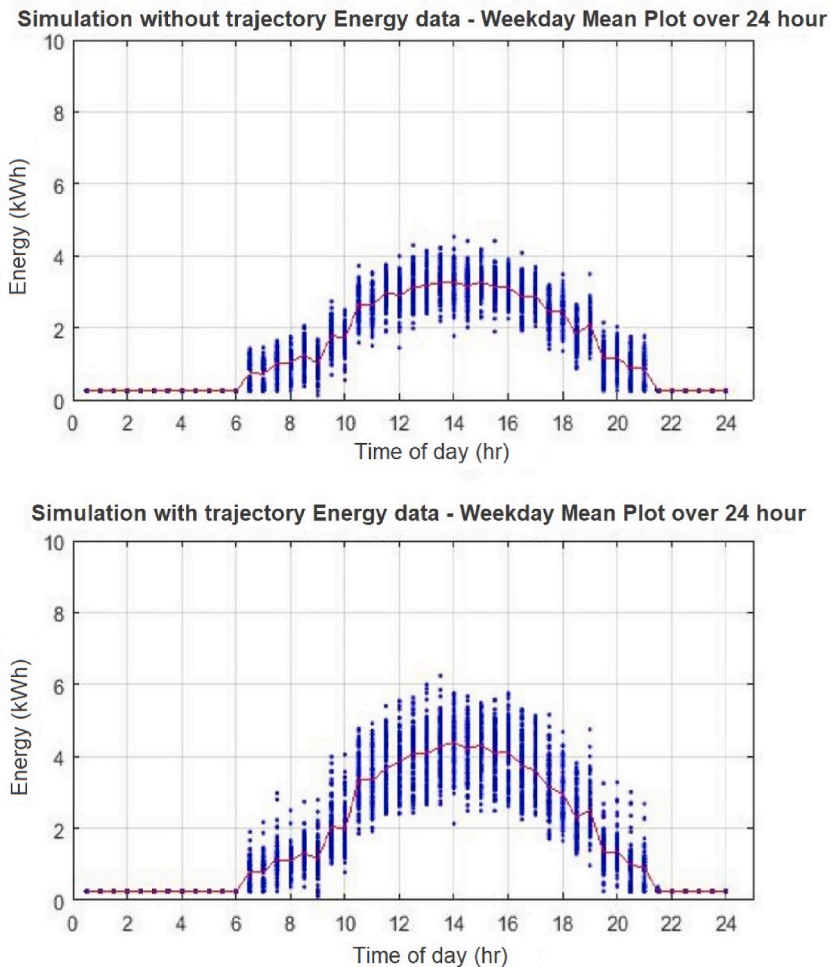 Simulation without trajectory Energy data - Weekday Mean Plot over 24 hour
10
8
6
4
2
0
Energy (kWh)
0 2 4 6 8 10 12 14 16 18 20 22 24
Time of day (hr)
Simulation with trajectory Energy data - Weekday Mean Plot over 24 hour
10
8
6
4
2
0
Energy (kWh)
0 2 4 6 8 10 12 14 16 18 20 22 24
Time of day (hr)